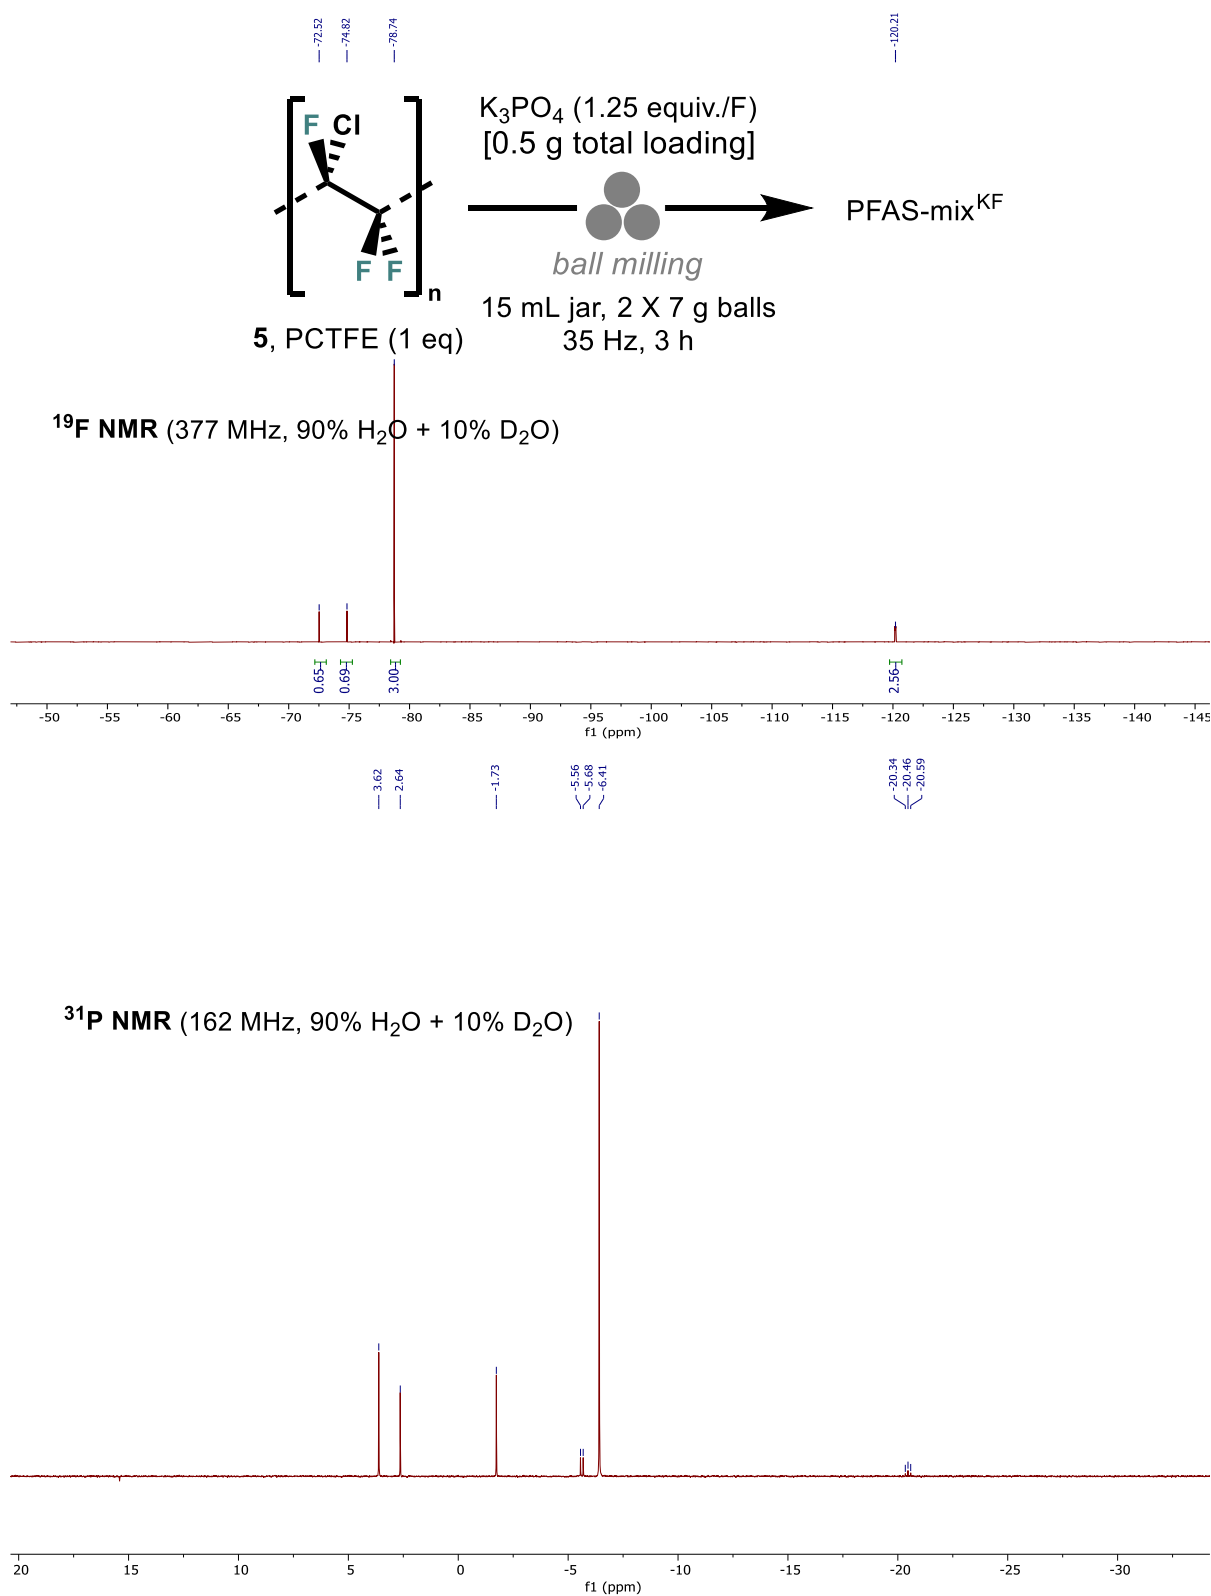 -72.52
-74.82
-78.74
-120.21
F Cl
F F
n
5, PCTFE (1 eq)
K3PO4 (1.25 equiv./F)
[0.5 g total loading]
ball milling
15 mL jar, 2 X 7 g balls
35 Hz, 3 h
PFAS-mixKF
19F NMR (377 MHz, 90% H2O + 10% D2O)
0.65
0.69
3.00
2.56
-50 -55 -60 -65 -70 -75 -80 -85 -90 -95 -100 -105 -110 -115 -120 -125 -130 -135 -140 -145
f1 (ppm)
3.62
2.64
-1.73
-5.56
-5.68
-6.41
-20.34
-20.46
-20.59
31P NMR (162 MHz, 90% H2O + 10% D2O)
20 15 10 5 0 -5 -10 -15 -20 -25 -30
f1 (ppm)